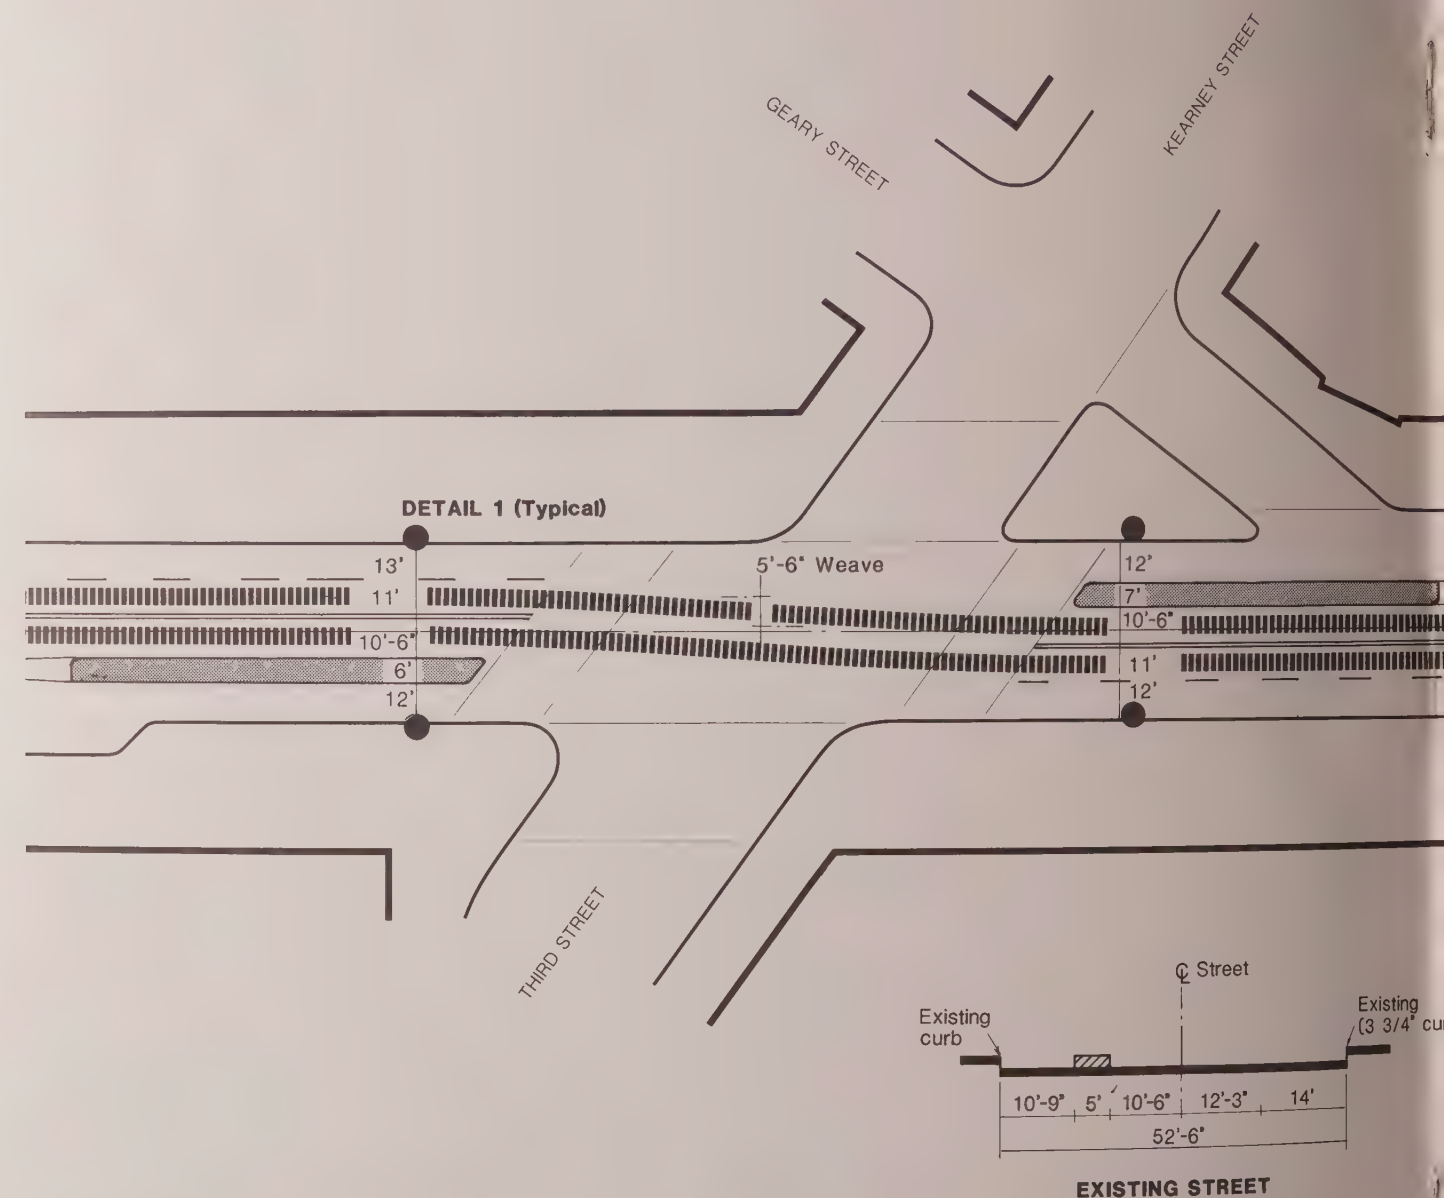 GEARY STREET
KEARNEY STREET
DETAIL 1 (Typical)
13'
11'
10'-6"
6'
12'
5'-6" Weave
12'
7'
10'-6"
11'
12'
THIRD STREET
℄ Street
Existing
curb
Existing
(3 3/4" cu
10'-9"
5'
10'-6"
12'-3"
14'
52'-6"
EXISTING STREET